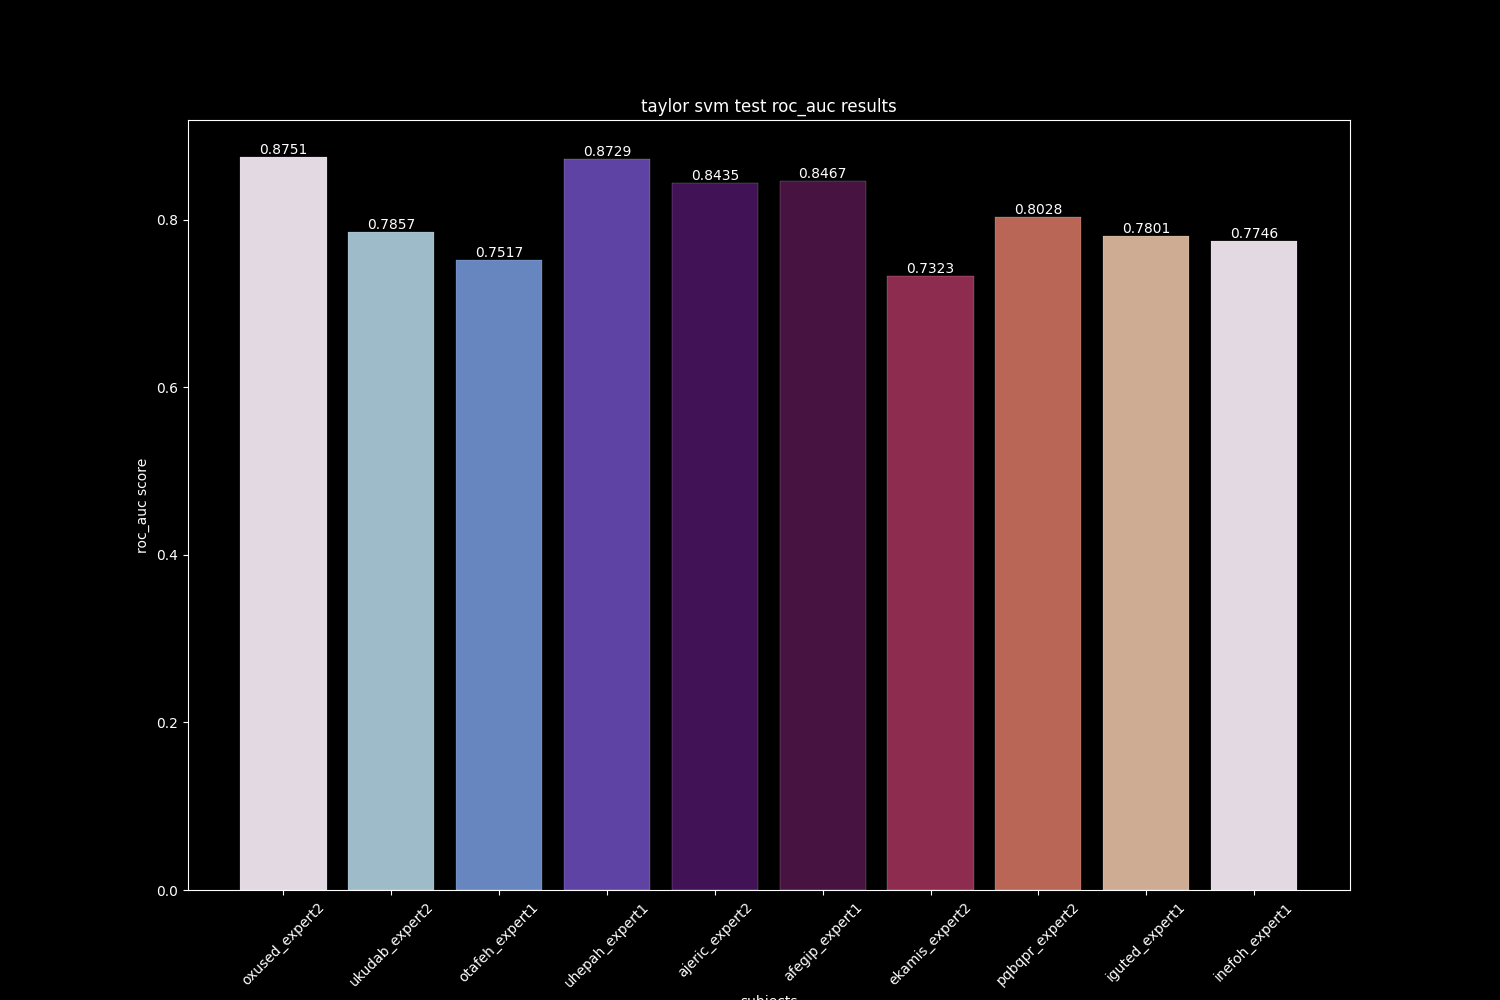 taylor svm test roc_auc results
0.8751
0.7857
0.7517
0.8729
0.8435
0.8467
0.7323
0.8028
0.7801
0.7746
roc_auc score
0.8
0.6
0.4
0.2
0.0
oxused_expert2
ukudab_expert2
otafeh_expert1
uhepah_expert1
ajeric_expert2
afegip_expert1
ekamis_expert2
pqbqpr_expert2
iguted_expert1
inefoh_expert1
subjects